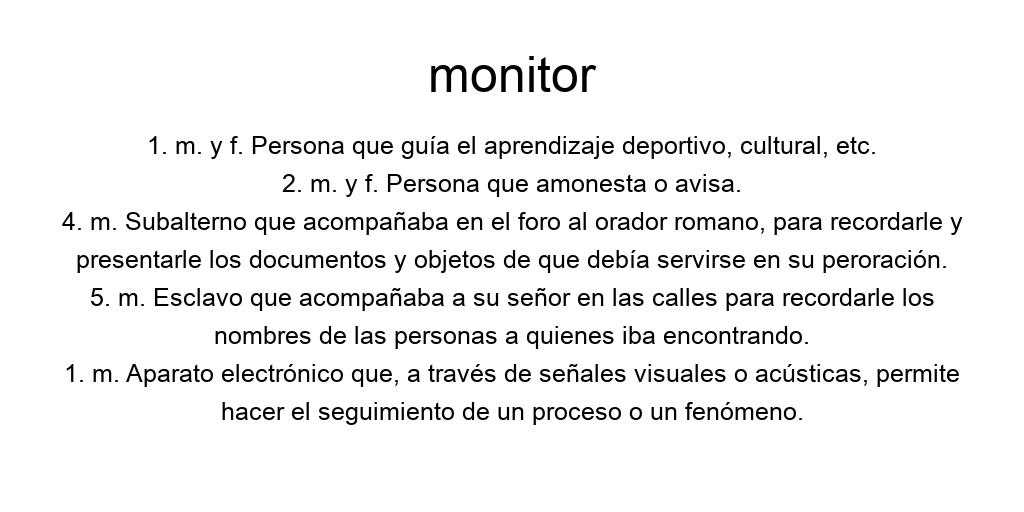 monitor
1. m. y f. Persona que guía el aprendizaje deportivo, cultural, etc.
2. m. y f. Persona que amonesta o avisa.
4. m. Subalterno que acompañaba en el foro al orador romano, para recordarle y
presentarle los documentos y objetos de que debía servirse en su peroración.
5. m. Esclavo que acompañaba a su señor en las calles para recordarle los
nombres de las personas a quienes iba encontrando.
1. m. Aparato electrónico que, a través de señales visuales o acústicas, permite
hacer el seguimiento de un proceso o un fenómeno.